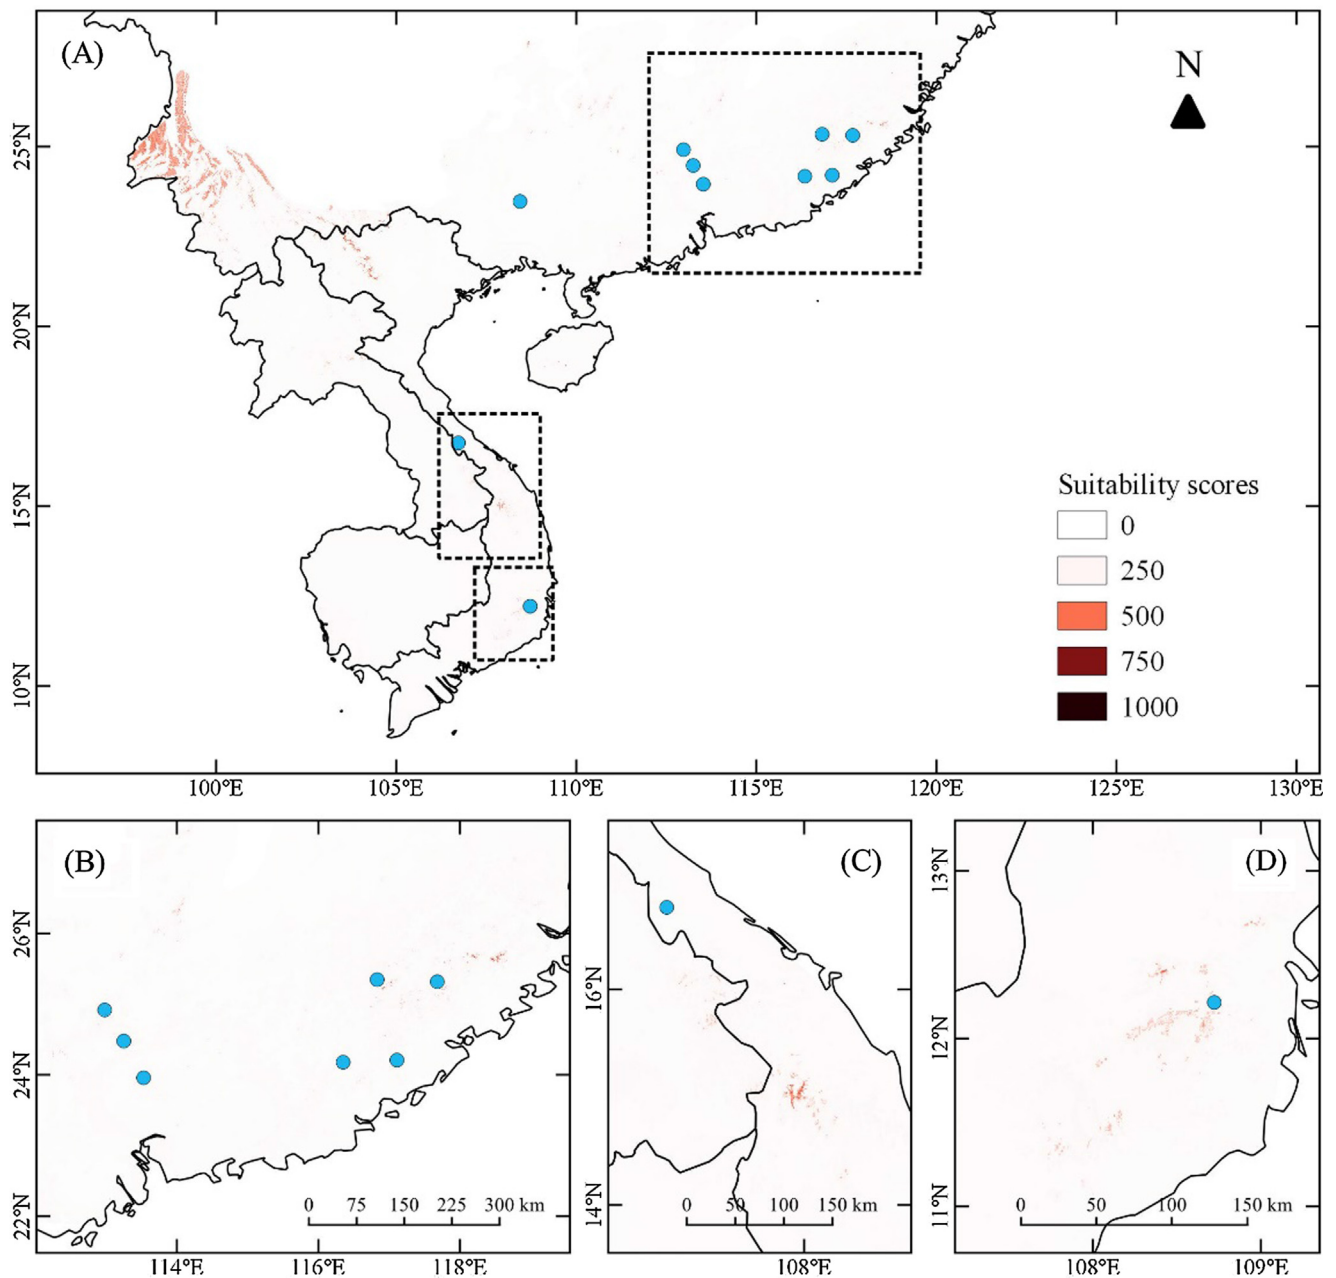 (A)
N
25°N
20°N
15°N
10°N
Suitability scores
0
250
500
750
1000
100°E
105°E
110°E
115°E
120°E
125°E
130°E
(B)
26°N
24°N
22°N
0 75 150 225 300 km
114°E
116°E
118°E
(C)
16°N
14°N
0 50 100 150 km
108°E
(D)
13°N
12°N
11°N
0 50 100 150 km
108°E
109°E